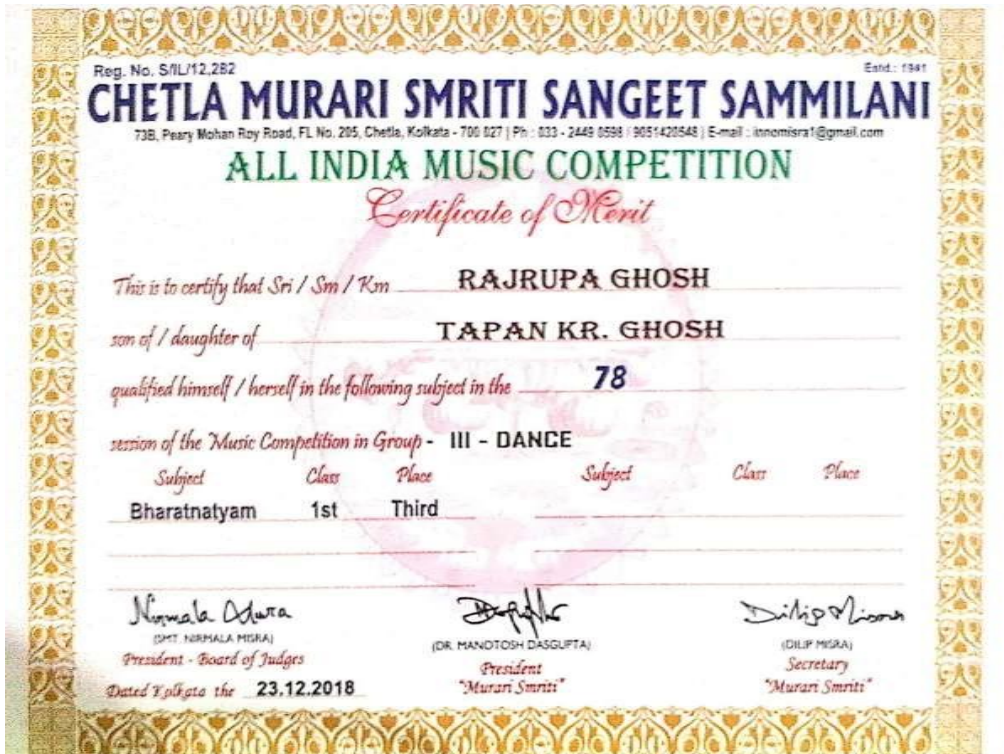 Reg. No. S/IL/12,282
Estd.: 1941
CHETLA MURARI SMRITI SANGEET SAMMILANI
73B, Peary Mohan Roy Road, FL No. 205, Chetla, Kolkata - 700 027 | Ph : 033 - 2449 0598 / 9051420548 | E-mail : innomisra1@gmail.com
ALL INDIA MUSIC COMPETITION
Certificate of Merit
This is to certify that Sri / Sm / Km RAJRUPA GHOSH
son of / daughter of TAPAN KR. GHOSH
qualified himself / herself in the following subject in the 78
session of the Music Competition in Group - III - DANCE
Subject Class Place Subject Class Place
Bharatnatyam 1st Third
Nirmala Misra Dilip Misra
(SMT. NIRMALA MISRA) (DR. MANOTOSH DASGUPTA) (DILIP MISRA)
President - Board of Judges President Secretary
Dated Kolkata the 23.12.2018 "Murari Smriti" "Murari Smriti"